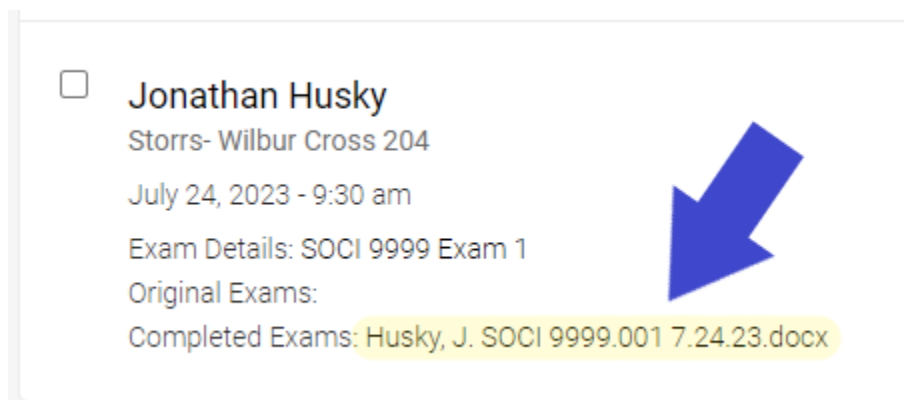 Jonathan Husky
Storrs- Wilbur Cross 204
July 24, 2023 - 9:30 am
Exam Details: SOCI 9999 Exam 1
Original Exams:
Completed Exams: Husky, J. SOCI 9999.001 7.24.23.docx